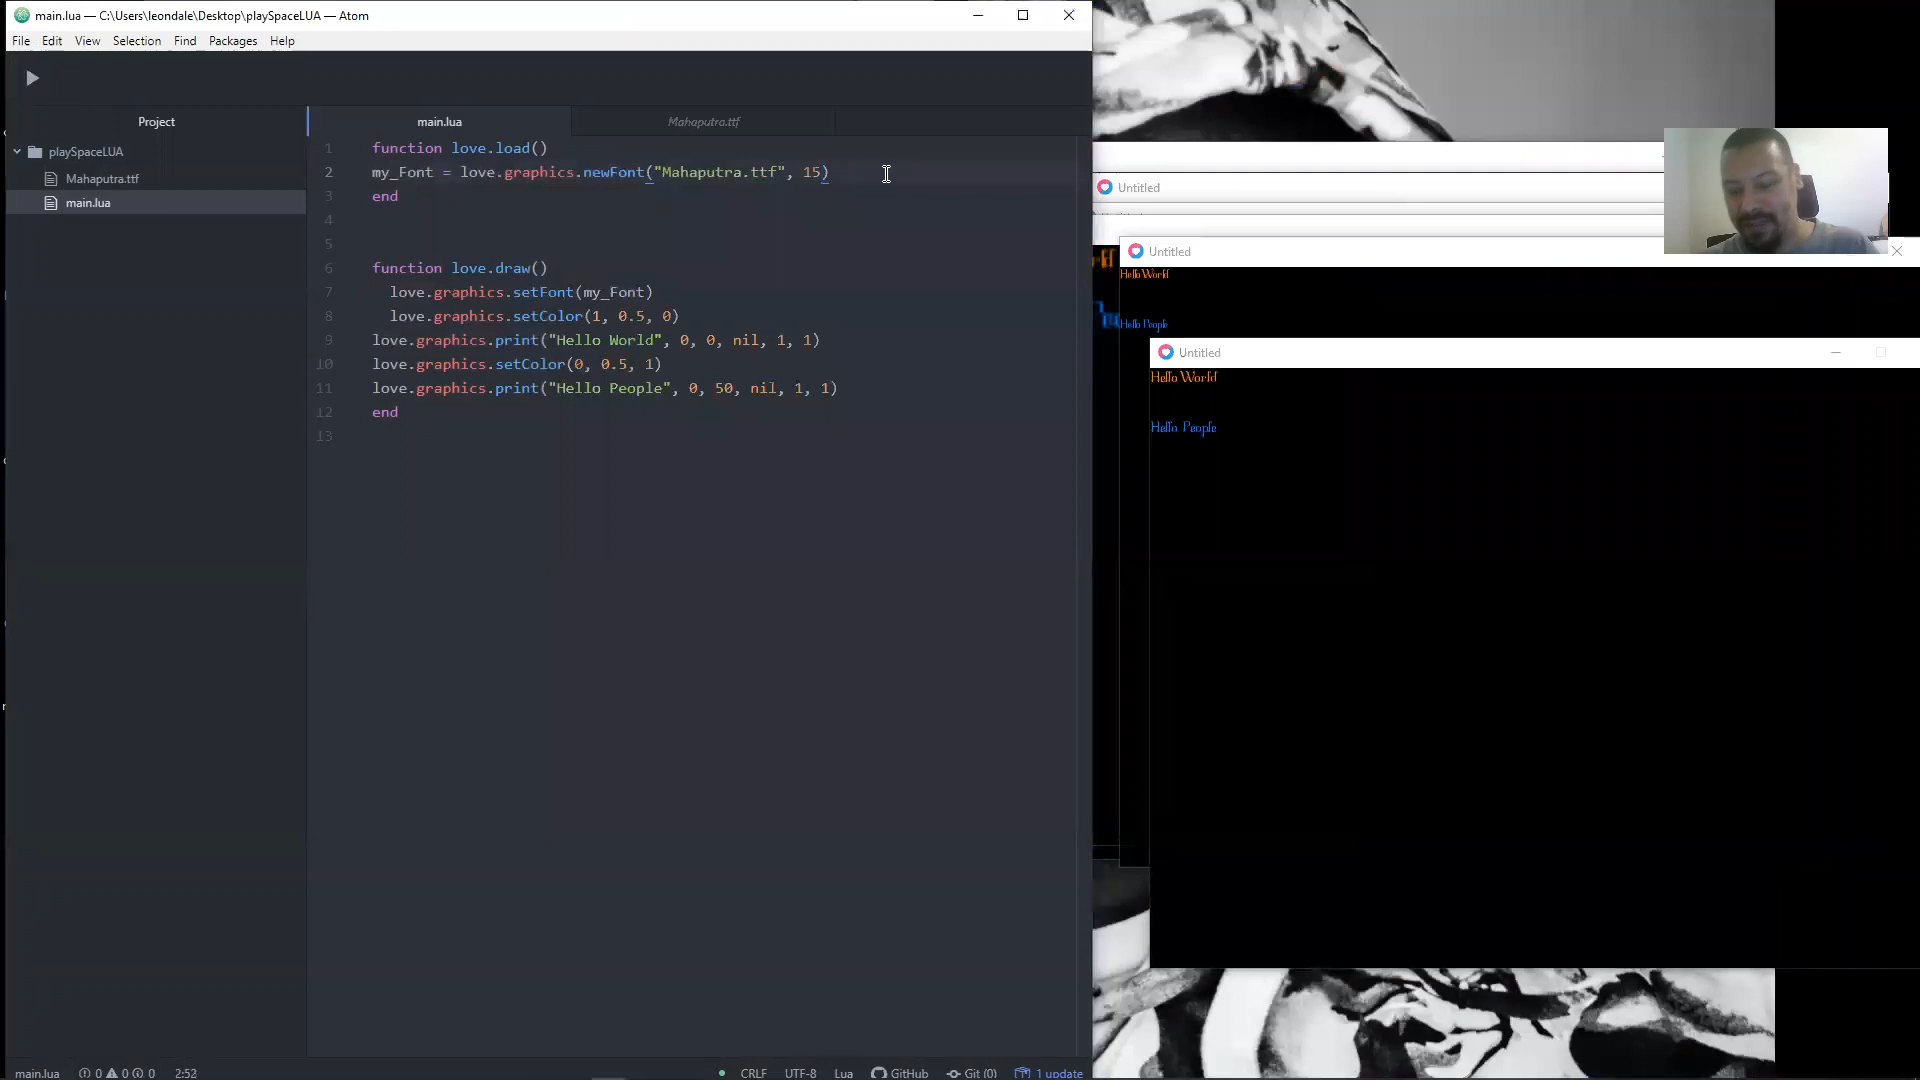 main.lua — C:\Users\leondale\Desktop\playSpaceLUA — Atom
File Edit View Selection Find Packages Help
Project
main.lua
Mahaputra.ttf
playSpaceLUA
Mahaputra.ttf
main.lua
1 function love.load()
2 my_Font = love.graphics.newFont("Mahaputra.ttf", 15)
3 end
4
5
6 function love.draw()
7 love.graphics.setFont(my_Font)
8 love.graphics.setColor(1, 0.5, 0)
9 love.graphics.print("Hello World", 0, 0, nil, 1, 1)
10 love.graphics.setColor(0, 0.5, 1)
11 love.graphics.print("Hello People", 0, 50, nil, 1, 1)
12 end
13
main.lua 0 0 0 2:52
CRLF UTF-8 Lua GitHub Git (0) 1 update
Untitled
Untitled
Hello World
Hello People
Untitled
Hello World
Hello People